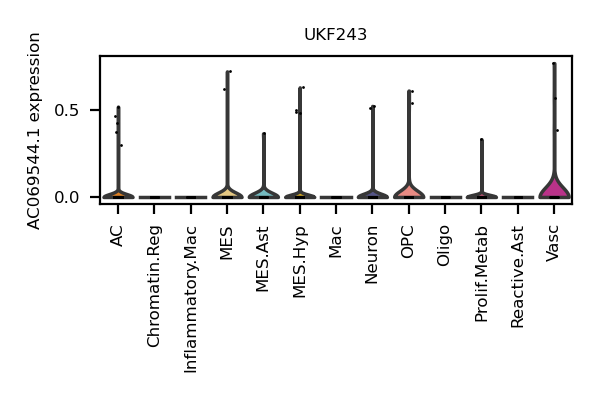 UKF243
AC069544.1 expression
0.5
0.0
AC
Chromatin.Reg
Inflammatory.Mac
MES
MES.Ast
MES.Hyp
Mac
Neuron
OPC
Oligo
Prolif.Metab
Reactive.Ast
Vasc